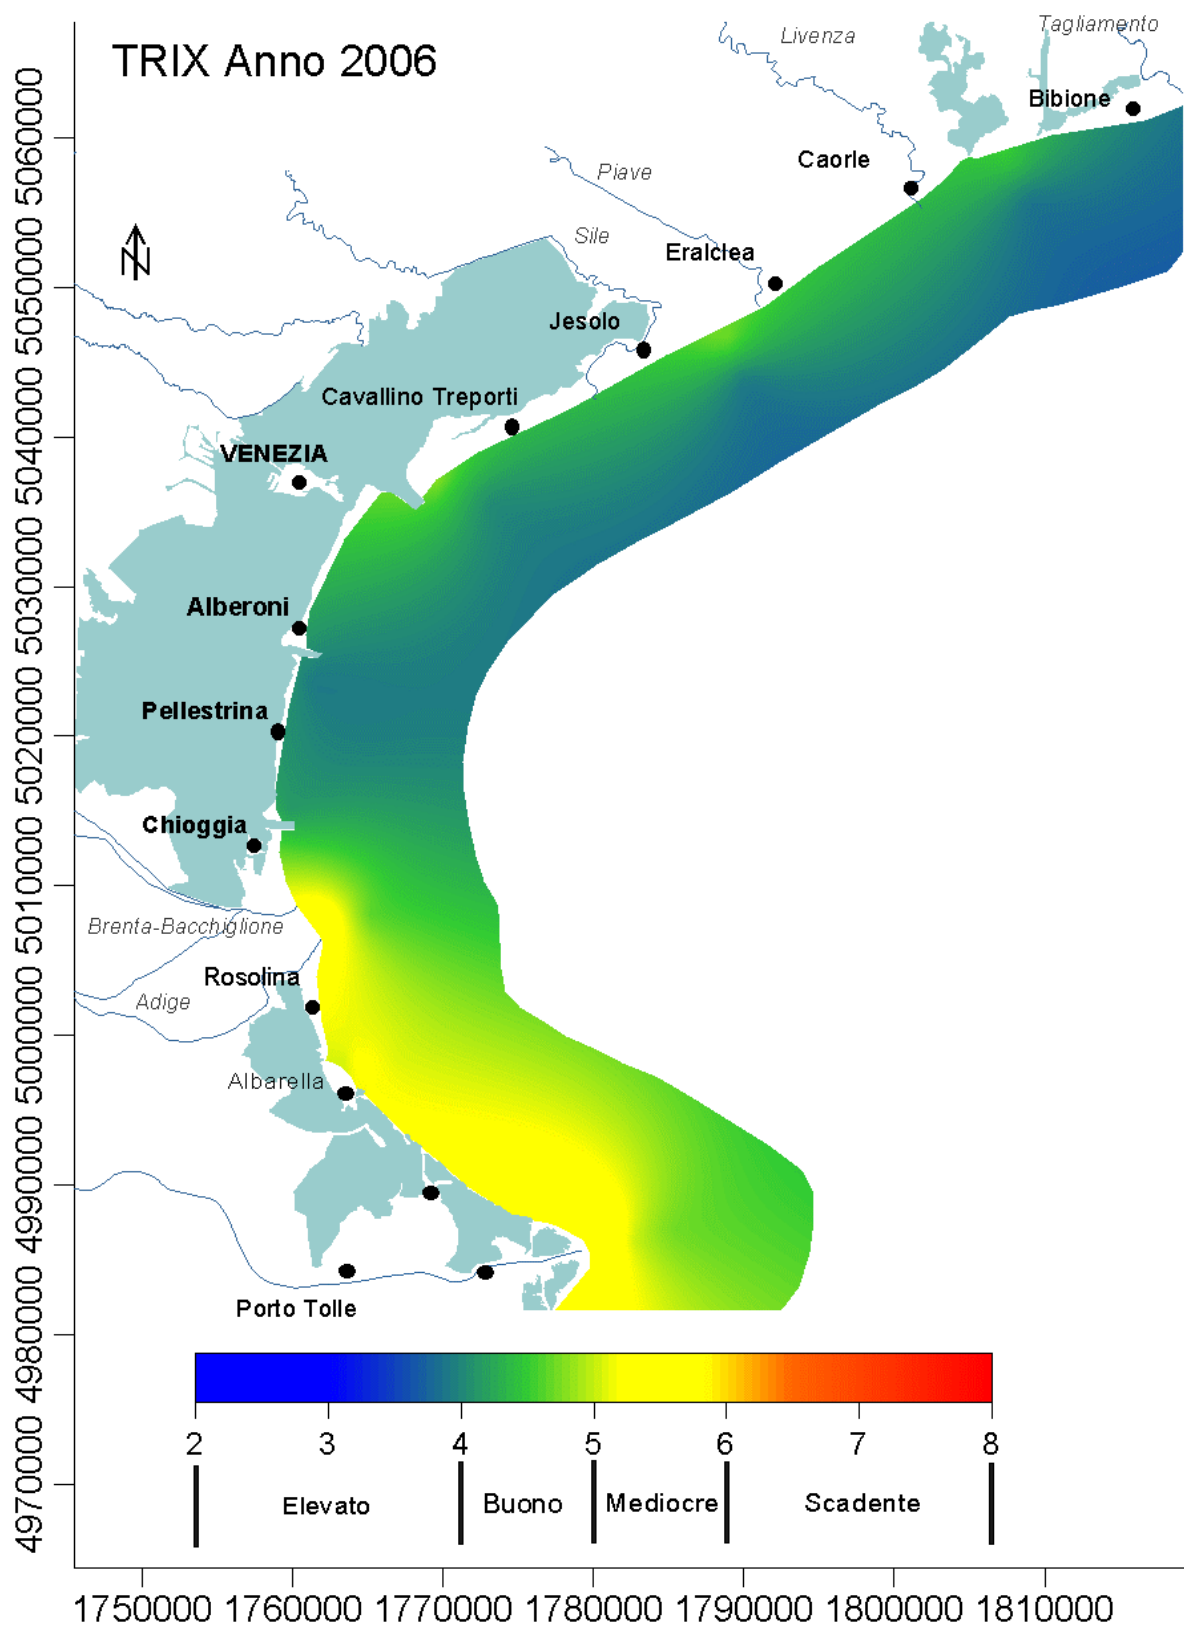 TRIX Anno 2006
Livenza
Tagliamento
Bibione
Caorle
Piave
Sile
Eralclea
Jesolo
Cavallino Treporti
VENEZIA
Alberoni
Pellestrina
Chioggia
Brenta-Bacchiglione
Rosolina
Adige
Albarella
Porto Tolle
N
5060000
5050000
5040000
5030000
5020000
5010000
5000000
4990000
4980000
4970000
2 3 4 5 6 7 8
Elevato Buono Mediocre Scadente
1750000 1760000 1770000 1780000 1790000 1800000 1810000